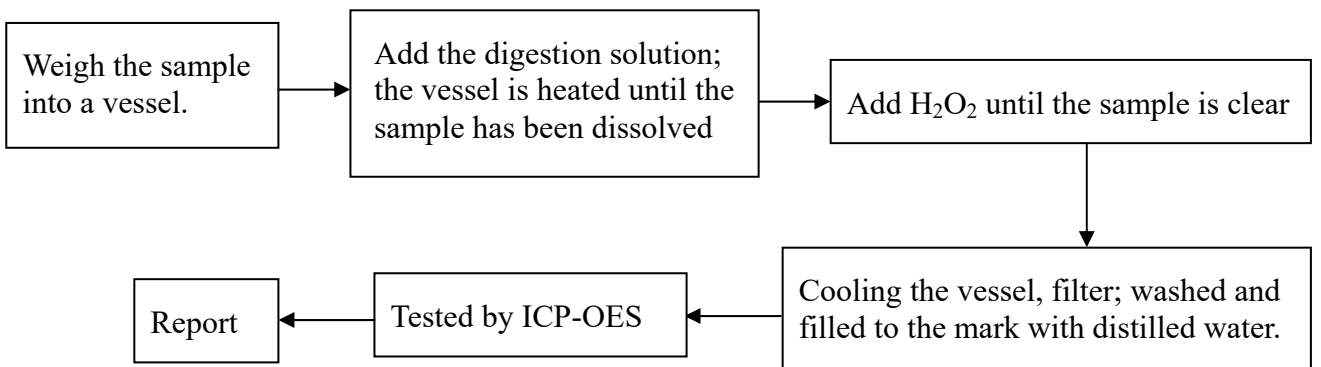 Weigh the sample
into a vessel.
Add the digestion solution;
the vessel is heated until the
sample has been dissolved
Add H₂O₂ until the sample is clear
Cooling the vessel, filter; washed and
filled to the mark with distilled water.
Tested by ICP-OES
Report